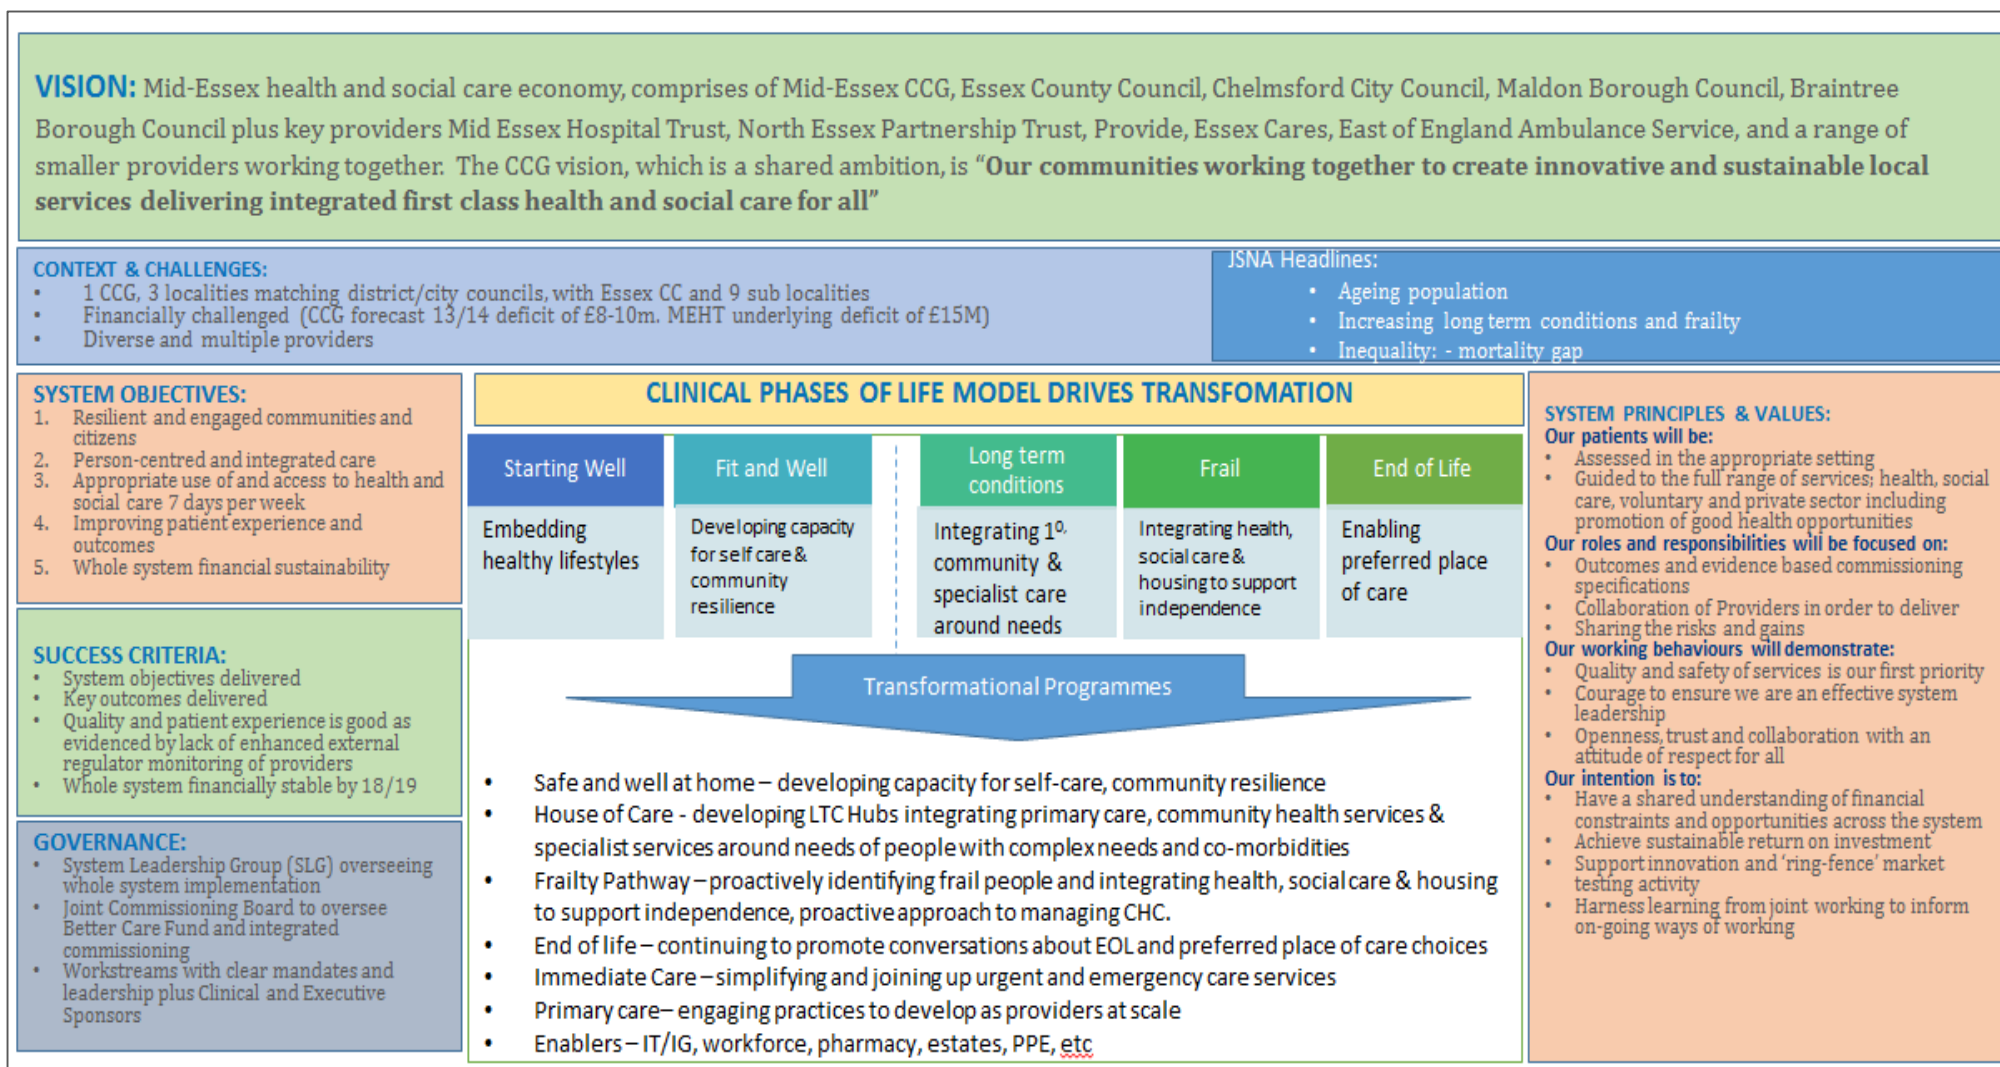 VISION: Mid-Essex health and social care economy, comprises of Mid-Essex CCG, Essex County Council, Chelmsford City Council, Maldon Borough Council, Braintree
Borough Council plus key providers Mid Essex Hospital Trust, North Essex Partnership Trust, Provide, Essex Cares, East of England Ambulance Service, and a range of
smaller providers working together. The CCG vision, which is a shared ambition, is “Our communities working together to create innovative and sustainable local
services delivering integrated first class health and social care for all”
CONTEXT & CHALLENGES:
• 1 CCG, 3 localities matching district/city councils, with Essex CC and 9 sub localities
• Financially challenged (CCG forecast 13/14 deficit of £8-10m. MEHT underlying deficit of £15M)
• Diverse and multiple providers
JSNA Headlines:
• Ageing population
• Increasing long term conditions and frailty
• Inequality: - mortality gap
SYSTEM OBJECTIVES:
1. Resilient and engaged communities and
citizens
2. Person-centred and integrated care
3. Appropriate use of and access to health and
social care 7 days per week
4. Improving patient experience and
outcomes
5. Whole system financial sustainability
SUCCESS CRITERIA:
• System objectives delivered
• Key outcomes delivered
• Quality and patient experience is good as
evidenced by lack of enhanced external
regulator monitoring of providers
• Whole system financially stable by 18/19
GOVERNANCE:
• System Leadership Group (SLG) overseeing
whole system implementation
• Joint Commissioning Board to oversee
Better Care Fund and integrated
commissioning
• Workstreams with clear mandates and
leadership plus Clinical and Executive
Sponsors
CLINICAL PHASES OF LIFE MODEL DRIVES TRANSFOMATION
Starting Well
Embedding
healthy lifestyles
Fit and Well
Developing capacity
for self care &
community
resilience
Long term
conditions
Integrating 1⁰,
community &
specialist care
around needs
Frail
Integrating health,
social care &
housing to support
independence
End of Life
Enabling
preferred place
of care
Transformational Programmes
• Safe and well at home – developing capacity for self-care, community resilience
• House of Care - developing LTC Hubs integrating primary care, community health services &
specialist services around needs of people with complex needs and co-morbidities
• Frailty Pathway – proactively identifying frail people and integrating health, social care & housing
to support independence, proactive approach to managing CHC.
• End of life – continuing to promote conversations about EOL and preferred place of care choices
• Immediate Care – simplifying and joining up urgent and emergency care services
• Primary care– engaging practices to develop as providers at scale
• Enablers – IT/IG, workforce, pharmacy, estates, PPE, etc
SYSTEM PRINCIPLES & VALUES:
Our patients will be:
• Assessed in the appropriate setting
• Guided to the full range of services; health, social
care, voluntary and private sector including
promotion of good health opportunities
Our roles and responsibilities will be focused on:
• Outcomes and evidence based commissioning
specifications
• Collaboration of Providers in order to deliver
• Sharing the risks and gains
Our working behaviours will demonstrate:
• Quality and safety of services is our first priority
• Courage to ensure we are an effective system
leadership
• Openness, trust and collaboration with an
attitude of respect for all
Our intention is to:
• Have a shared understanding of financial
constraints and opportunities across the system
• Achieve sustainable return on investment
• Support innovation and ‘ring-fence’ market
testing activity
• Harness learning from joint working to inform
on-going ways of working